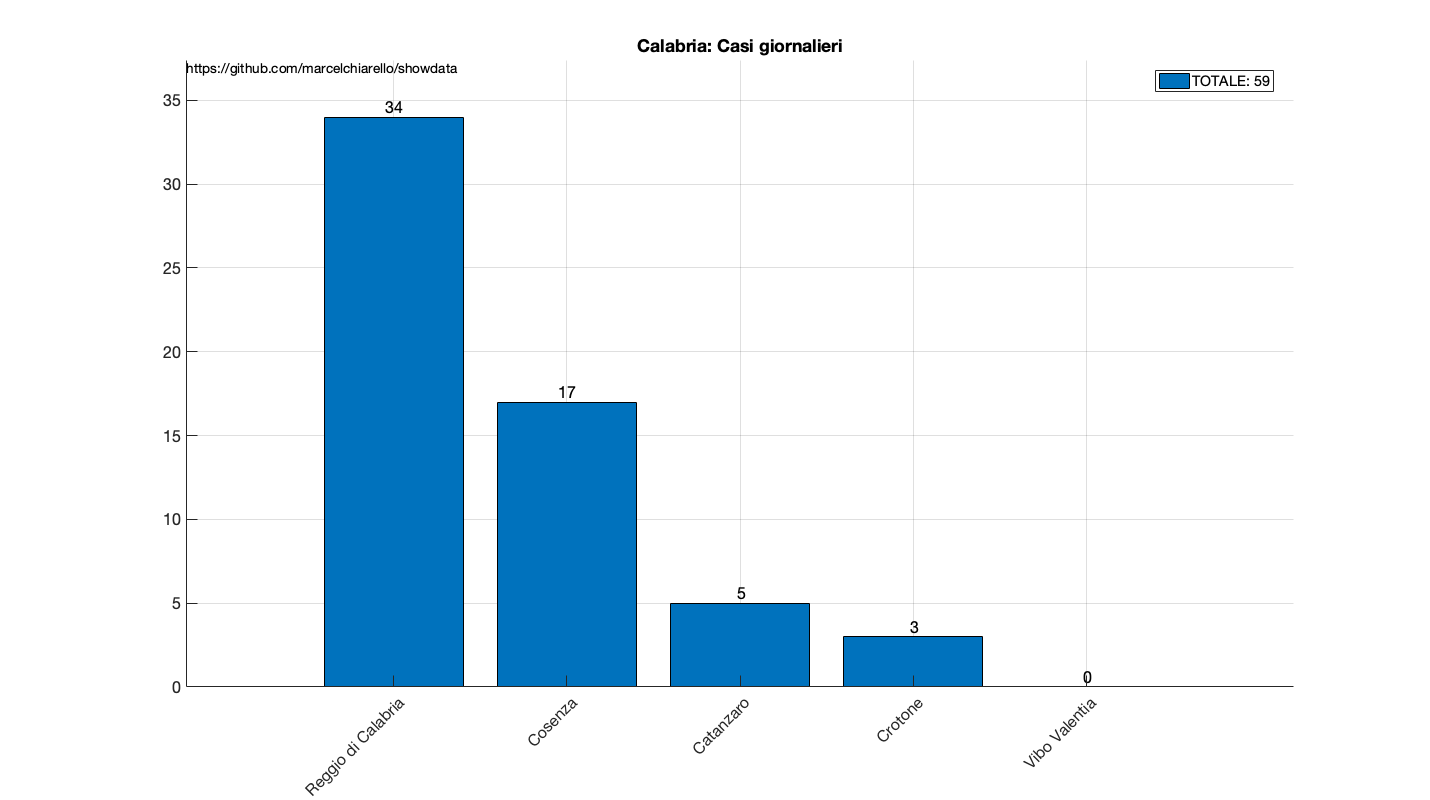 Calabria: Casi giornalieri
https://github.com/marcelchiarello/showdata
TOTALE: 59
35
30
25
20
15
10
5
0
34
17
5
3
0
Reggio di Calabria
Cosenza
Catanzaro
Crotone
Vibo Valentia